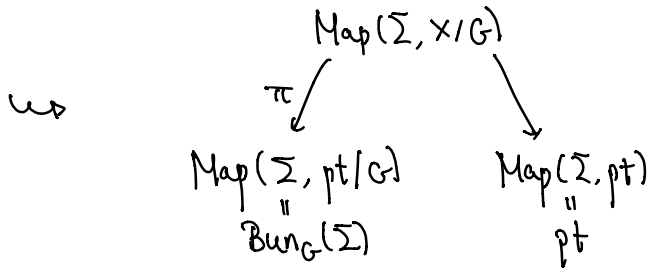 Map(Σ, X/G)
π
Map(Σ, pt/G) Map(Σ, pt)
" "
Bun_G(Σ) pt